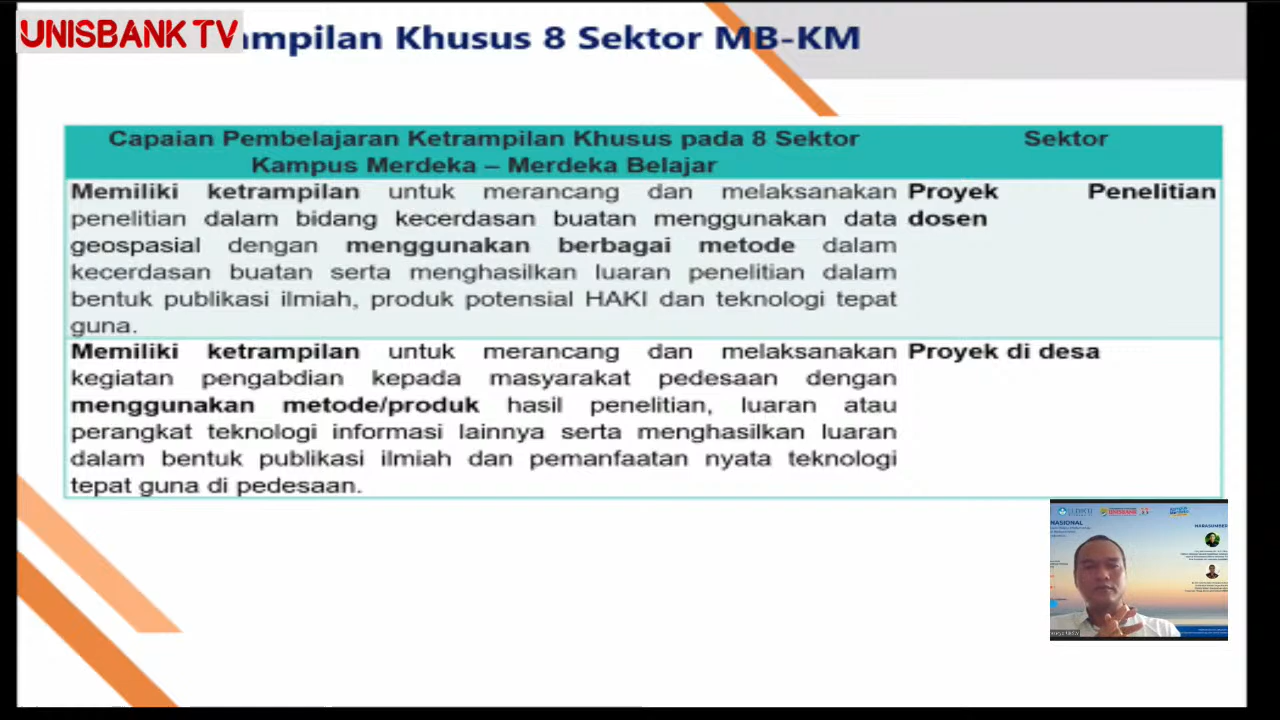 UNISBANK TV
ampilan Khusus 8 Sektor MB-KM
Capaian Pembelajaran Ketrampilan Khusus pada 8 Sektor
Kampus Merdeka – Merdeka Belajar
Sektor
Memiliki ketrampilan untuk merancang dan melaksanakan
penelitian dalam bidang kecerdasan buatan menggunakan data
geospasial dengan menggunakan berbagai metode dalam
kecerdasan buatan serta menghasilkan luaran penelitian dalam
bentuk publikasi ilmiah, produk potensial HAKI dan teknologi tepat
guna.
Proyek Penelitian
dosen
Memiliki ketrampilan untuk merancang dan melaksanakan
kegiatan pengabdian kepada masyarakat pedesaan dengan
menggunakan metode/produk hasil penelitian, luaran atau
perangkat teknologi informasi lainnya serta menghasilkan luaran
dalam bentuk publikasi ilmiah dan pemanfaatan nyata teknologi
tepat guna di pedesaan.
Proyek di desa
UNISBANK
NASIONAL